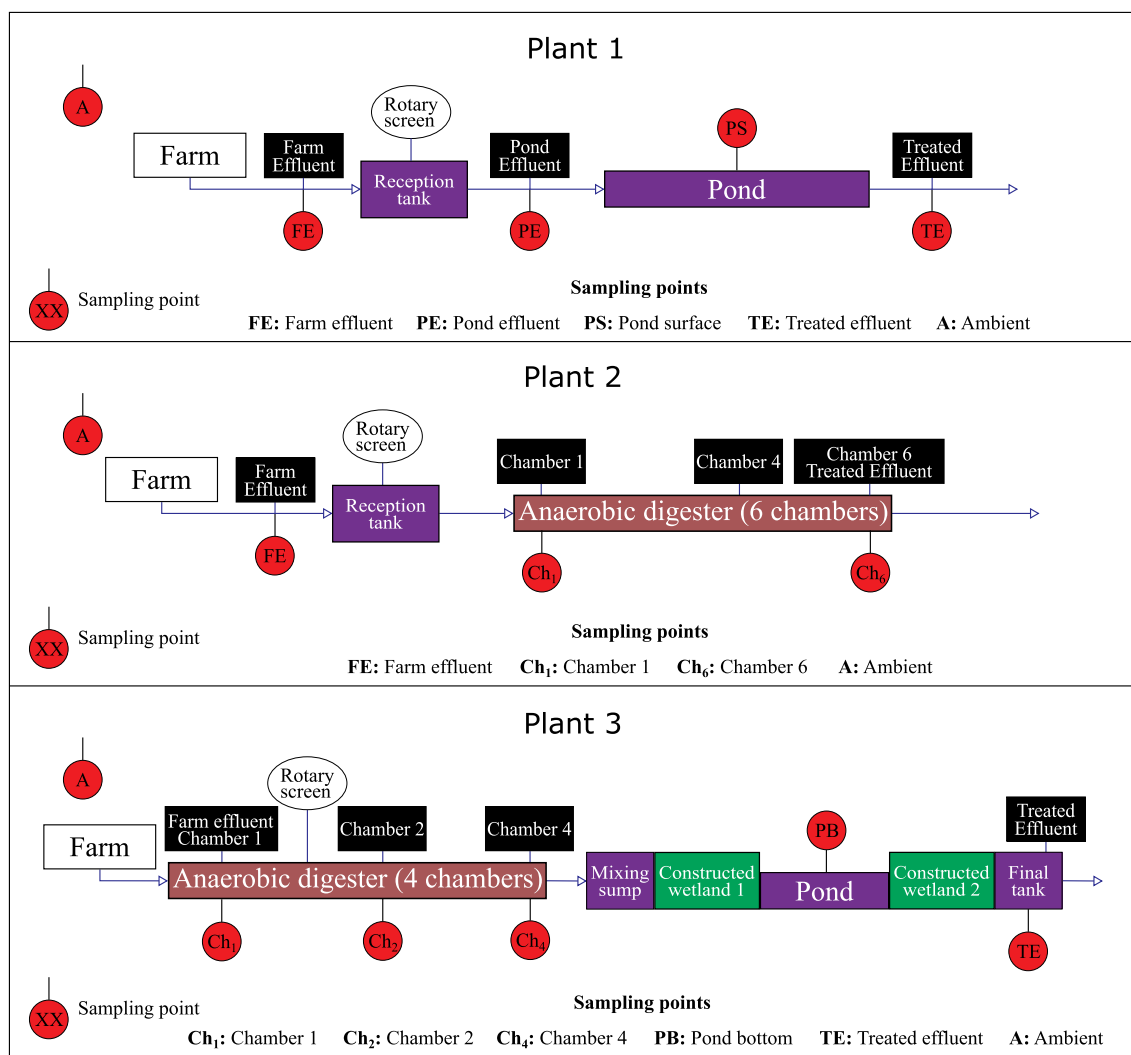 Plant 1
A
Farm
Farm
Effluent
FE
Rotary
screen
Reception
tank
Pond
Effluent
PE
PS
Pond
Treated
Effluent
TE
XX
Sampling point
Sampling points
FE: Farm effluent PE: Pond effluent PS: Pond surface TE: Treated effluent A: Ambient
Plant 2
A
Farm
Farm
Effluent
FE
Rotary
screen
Reception
tank
Chamber 1
Chamber 4
Chamber 6
Treated Effluent
Anaerobic digester (6 chambers)
Ch₁
Ch₆
XX
Sampling point
Sampling points
FE: Farm effluent Ch₁: Chamber 1 Ch₆: Chamber 6 A: Ambient
Plant 3
A
Farm
Farm effluent
Chamber 1
Rotary
screen
Chamber 2
Chamber 4
Anaerobic digester (4 chambers)
Ch₁
Ch₂
Ch₄
Mixing
sump
Constructed
wetland 1
PB
Pond
Constructed
wetland 2
Treated
Effluent
Final
tank
TE
XX
Sampling point
Sampling points
Ch₁: Chamber 1 Ch₂: Chamber 2 Ch₄: Chamber 4 PB: Pond bottom TE: Treated effluent A: Ambient